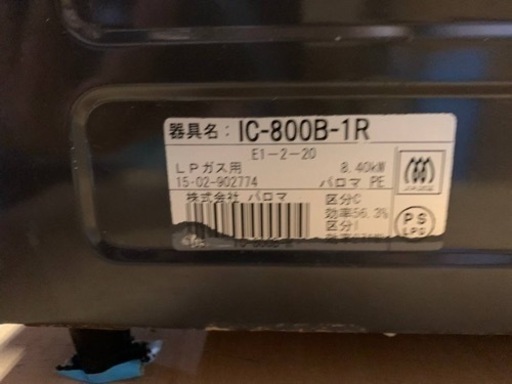 器具名: IC-800B-1R
E1-2-20
LPガス用 8.40kW
15-02-902774 パロマ PE
株式会社 パロマ 区分C
効率56.3%
区分I
PS
LPG